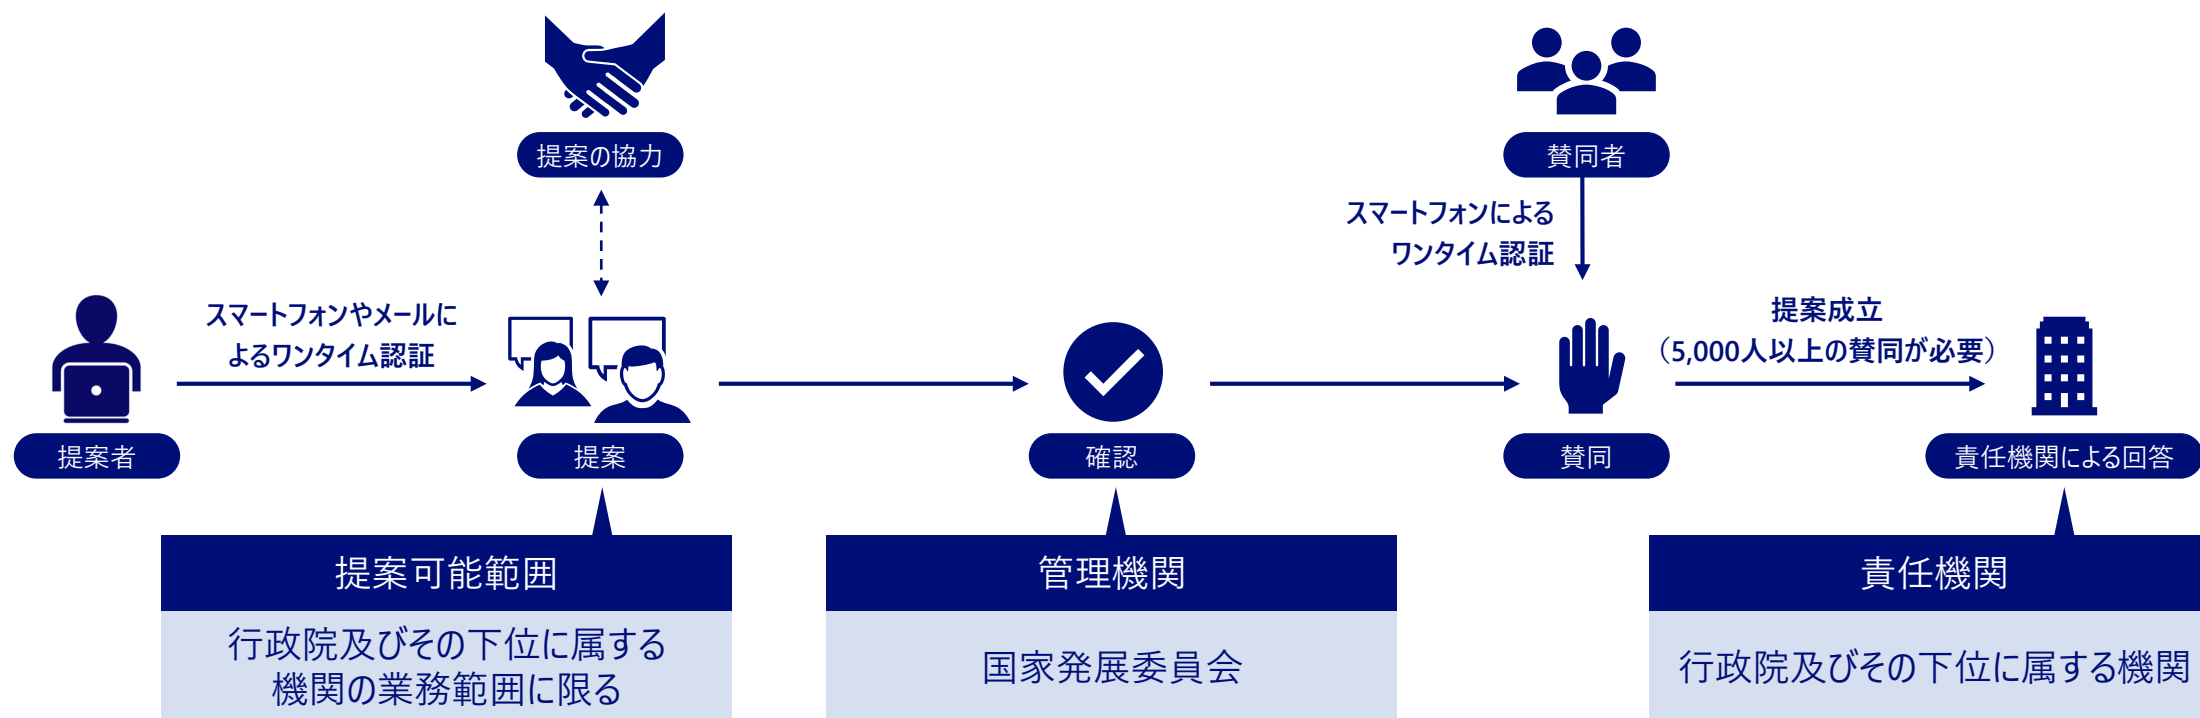 提案の協力
賛同者
スマートフォンによる
ワンタイム認証
スマートフォンやメールに
よるワンタイム認証
提案成立
（5,000人以上の賛同が必要）
提案者
提案
確認
賛同
責任機関による回答
提案可能範囲
行政院及びその下位に属する
機関の業務範囲に限る
管理機関
国家発展委員会
責任機関
行政院及びその下位に属する機関